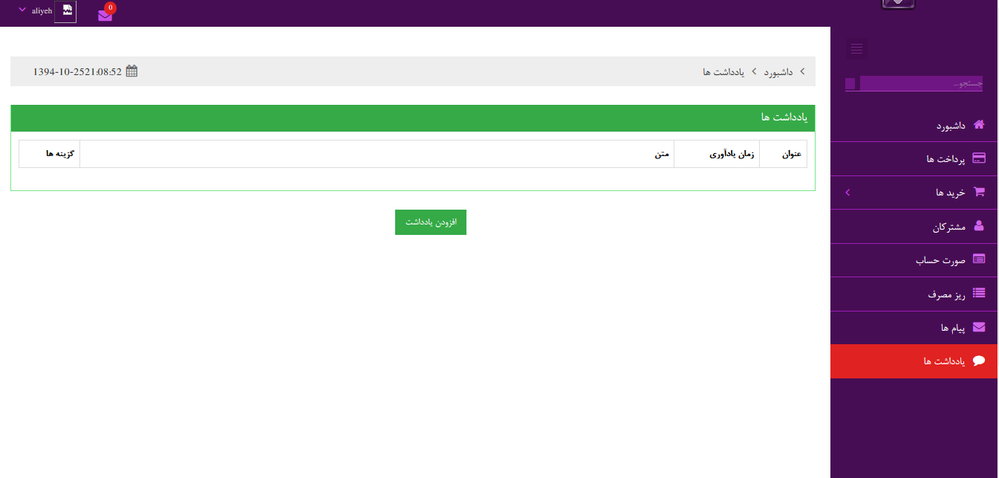 0
aliyeh
داشبورد
یادداشت ها
1394-10-2521:08:52
یادداشت ها
عنوان
زمان یادآوری
متن
گزینه ها
افزودن یادداشت
جستجو...
داشبورد
پرداخت ها
خرید ها
مشترکان
صورت حساب
ریز مصرف
پیام ها
یادداشت ها